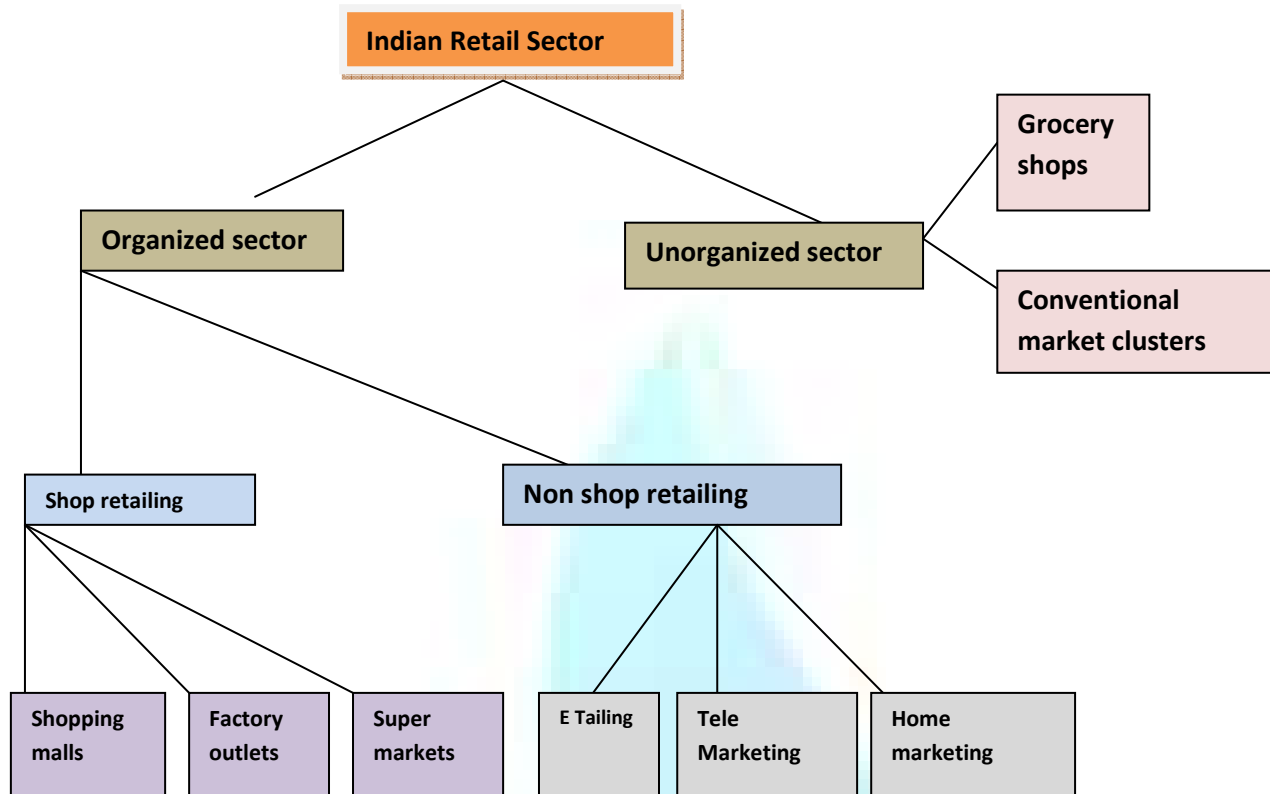 Indian Retail Sector
Grocery
shops
Organized sector
Unorganized sector
Conventional
market clusters
Shop retailing
Non shop retailing
Shopping
malls
Factory
outlets
Super
markets
E Tailing
Tele
Marketing
Home
marketing